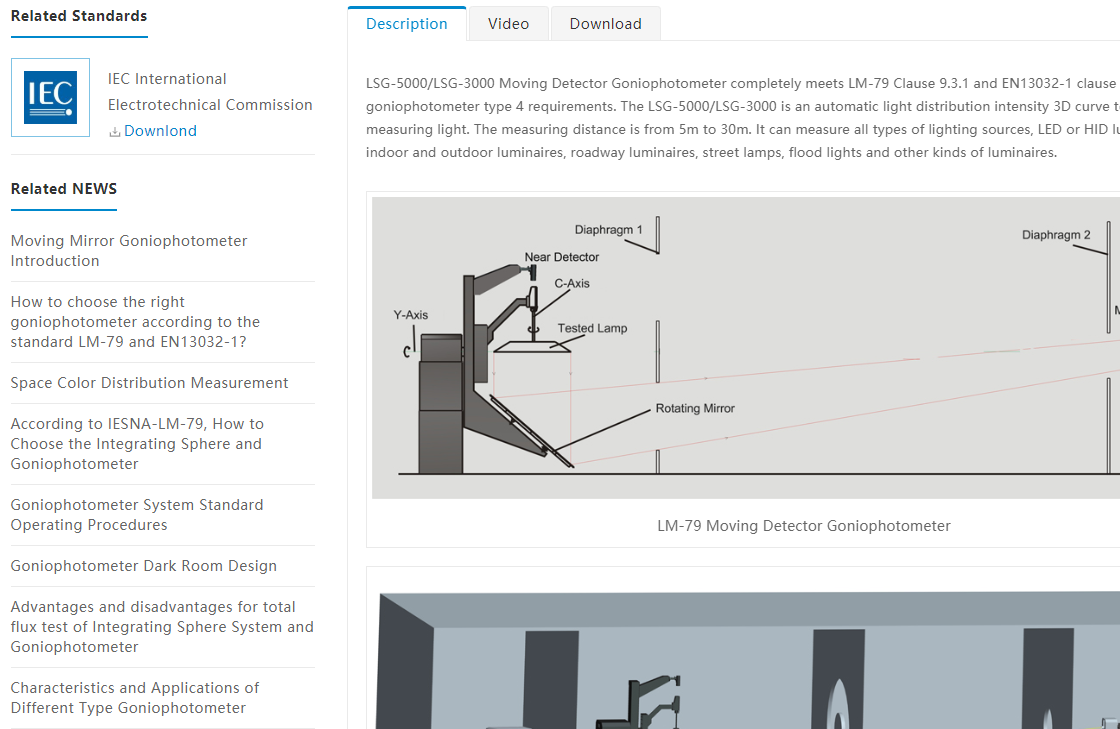 Related Standards
IEC
IEC International
Electrotechnical Commission
Downlond
Related NEWS
Moving Mirror Goniophotometer
Introduction
How to choose the right
goniophotometer according to the
standard LM-79 and EN13032-1?
Space Color Distribution Measurement
According to IESNA-LM-79, How to
Choose the Integrating Sphere and
Goniophotometer
Goniophotometer System Standard
Operating Procedures
Goniophotometer Dark Room Design
Advantages and disadvantages for total
flux test of Integrating Sphere System and
Goniophotometer
Characteristics and Applications of
Different Type Goniophotometer
Description
Video
Download
LSG-5000/LSG-3000 Moving Detector Goniophotometer completely meets LM-79 Clause 9.3.1 and EN13032-1 clause
goniophotometer type 4 requirements. The LSG-5000/LSG-3000 is an automatic light distribution intensity 3D curve
measuring light. The measuring distance is from 5m to 30m. It can measure all types of lighting sources, LED or HID
indoor and outdoor luminaires, roadway luminaires, street lamps, flood lights and other kinds of luminaires.
Diaphragm 1
Diaphragm 2
Near Detector
C-Axis
Y-Axis
Tested Lamp
Rotating Mirror
LM-79 Moving Detector Goniophotometer